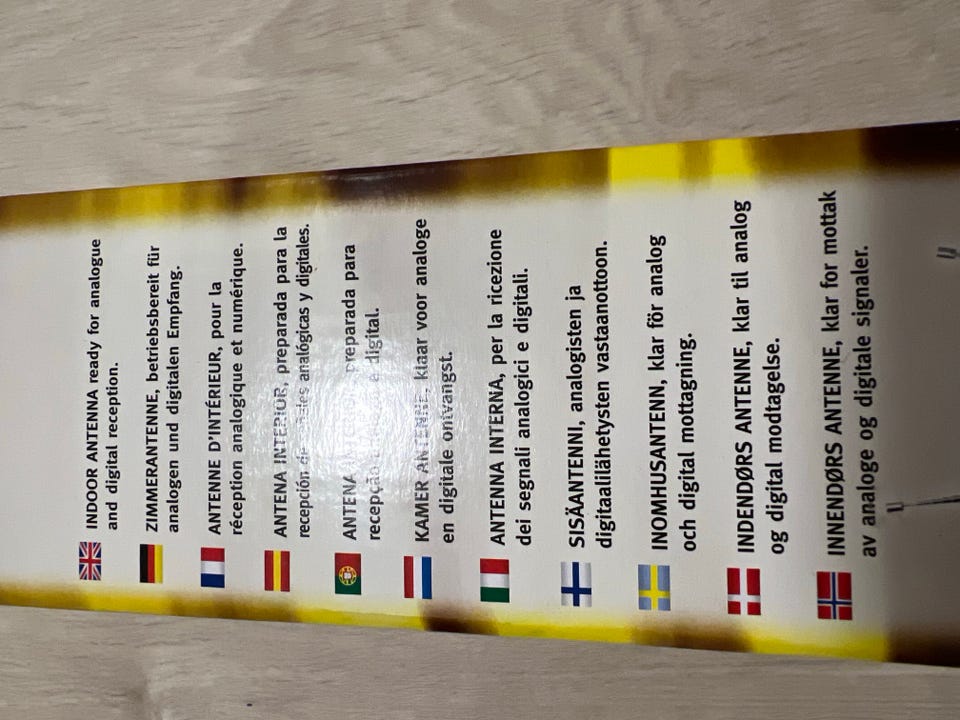 INDOOR ANTENNA ready for analogue
and digital reception.
ZIMMERANTENNE, betriebsbereit für
analogen und digitalen Empfang.
ANTENNE D'INTÉRIEUR, pour la
réception analogique et numérique.
ANTENA INTERIOR, preparada para la
recepción de analógicas y digitales.
ANTENA preparada para
recepção digital.
KAMER ANTENNE, klaar voor analoge
en digitale ontvangst.
ANTENNA INTERNA, per la ricezione
dei segnali analogici e digitali.
SISÄANTENNI, analogisten ja
digitaalilähetysten vastaanottoon.
INOMHUSANTENN, klar för analog
och digital mottagning.
INDENDØRS ANTENNE, klar til analog
og digital modtagelse.
INNENDØRS ANTENNE, klar for mottak
av analoge og digitale signaler.